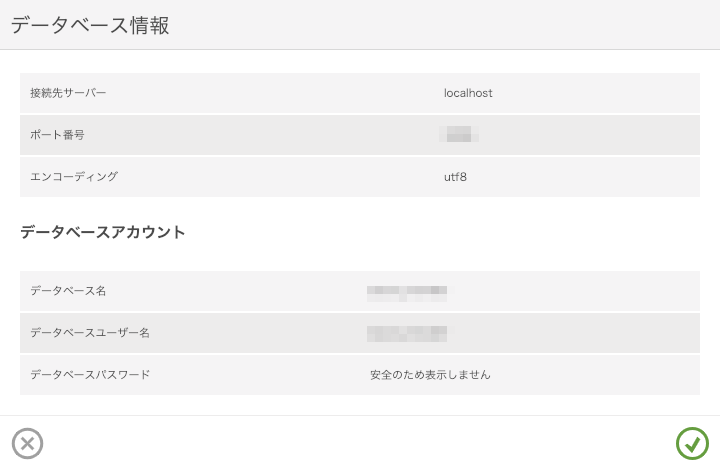 データベース情報
接続先サーバー localhost
ポート番号
エンコーディング utf8
データベースアカウント
データベース名
データベースユーザー名
データベースパスワード 安全のため表示しません